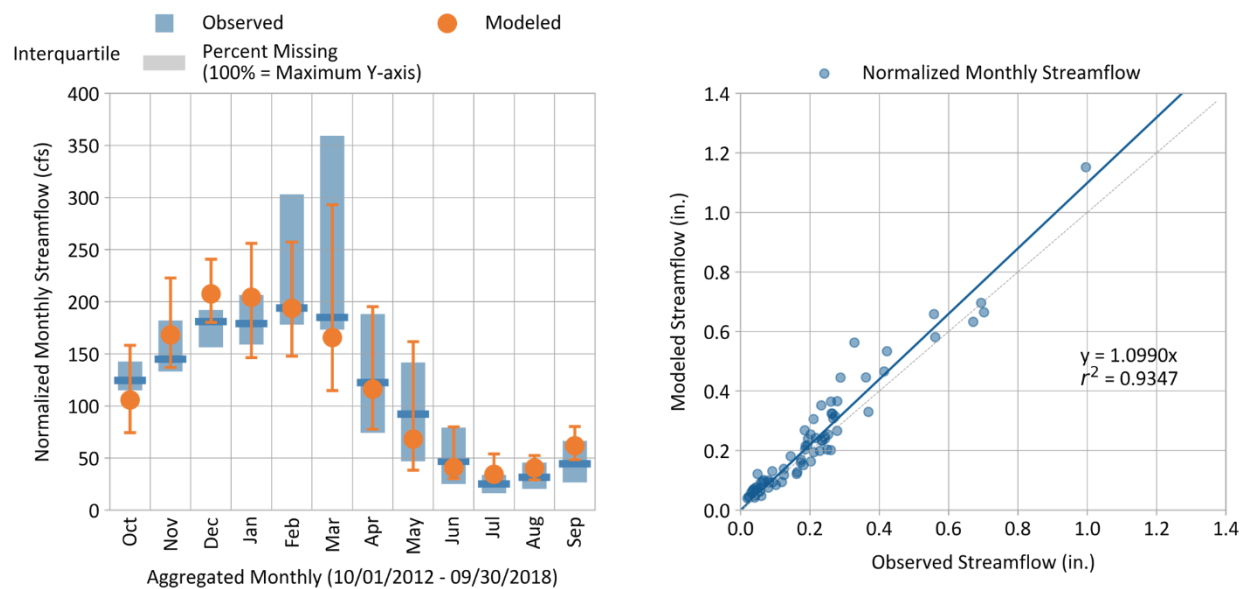 Observed
Modeled
Interquartile
Percent Missing
(100% = Maximum Y-axis)
Normalized Monthly Streamflow (cfs)
400
350
300
250
200
150
100
50
0
Oct
Nov
Dec
Jan
Feb
Mar
Apr
May
Jun
Jul
Aug
Sep
Aggregated Monthly (10/01/2012 - 09/30/2018)
Normalized Monthly Streamflow
Modeled Streamflow (in.)
1.4
1.2
1.0
0.8
0.6
0.4
0.2
0.0
y = 1.0990x
r² = 0.9347
0.0
0.2
0.4
0.6
0.8
1.0
1.2
1.4
Observed Streamflow (in.)